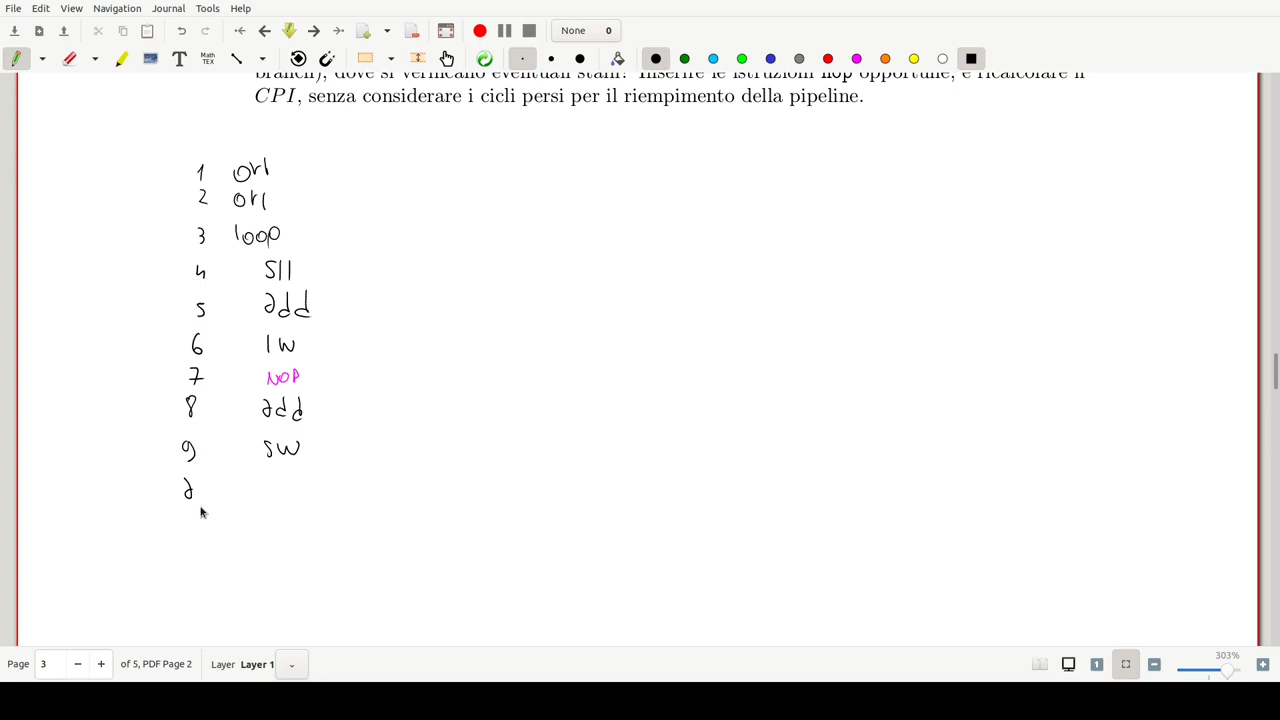 File Edit View Navigation Journal Tools Help
None 0
branch), dove si verificano eventuali stalli? Inserire le istruzioni nop opportune, e ricalcolare il
CPI, senza considerare i cicli persi per il riempimento della pipeline.
1 ori
2 ori
3 loop
4 sll
5 add
6 lw
7 NOP
8 add
9 sw
a
Page 3 of 5, PDF Page 2 Layer Layer 1 303%